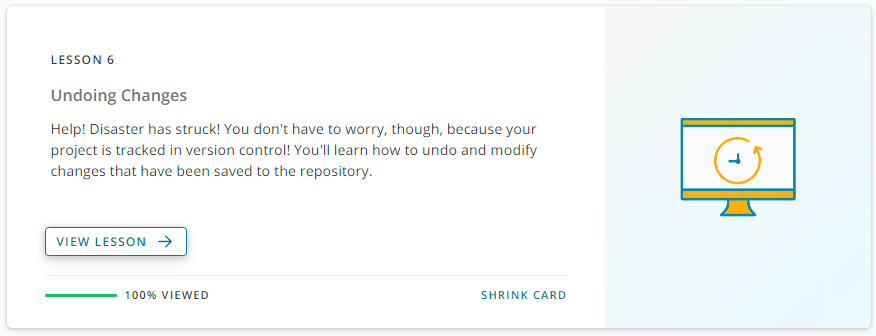 LESSON 6
Undoing Changes
Help! Disaster has struck! You don't have to worry, though, because your
project is tracked in version control! You'll learn how to undo and modify
changes that have been saved to the repository.
VIEW LESSON
100% VIEWED
SHRINK CARD